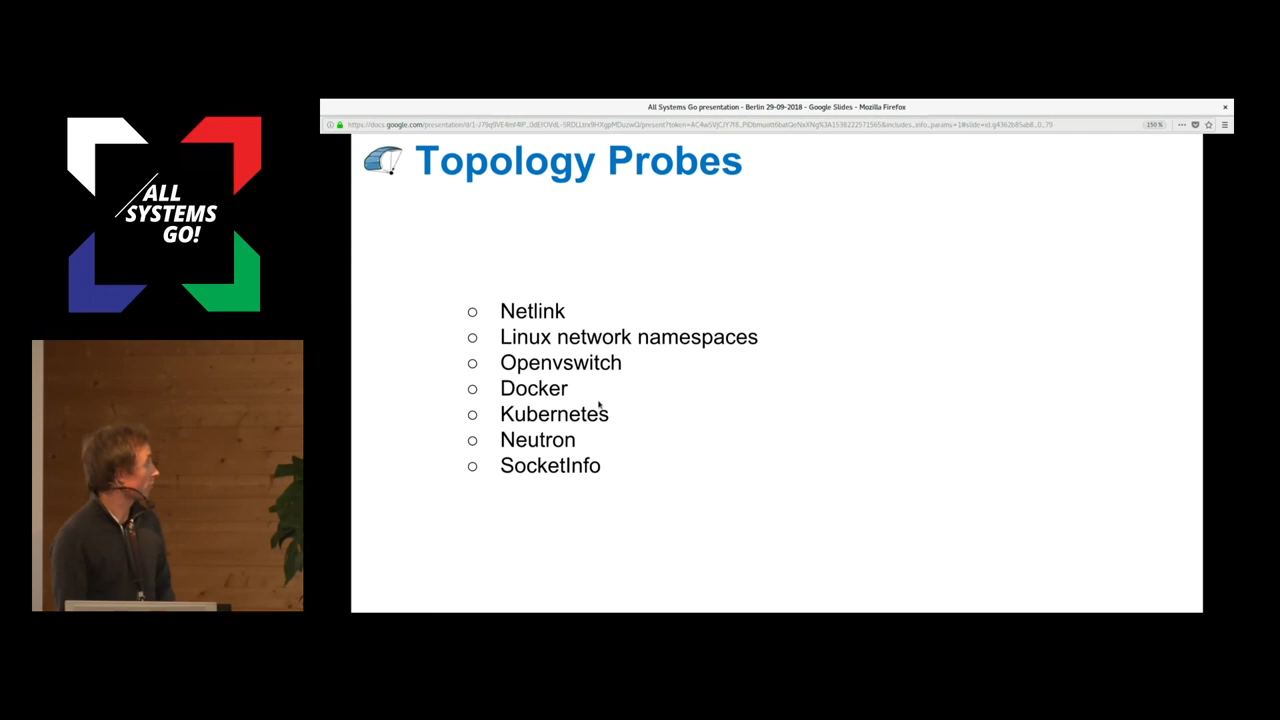 All Systems Go presentation - Berlin 29-09-2018 - Google Slides - Mozilla Firefox
150%
Topology Probes
ALL
SYSTEMS
GO!
Netlink
Linux network namespaces
Openvswitch
Docker
Kubernetes
Neutron
SocketInfo